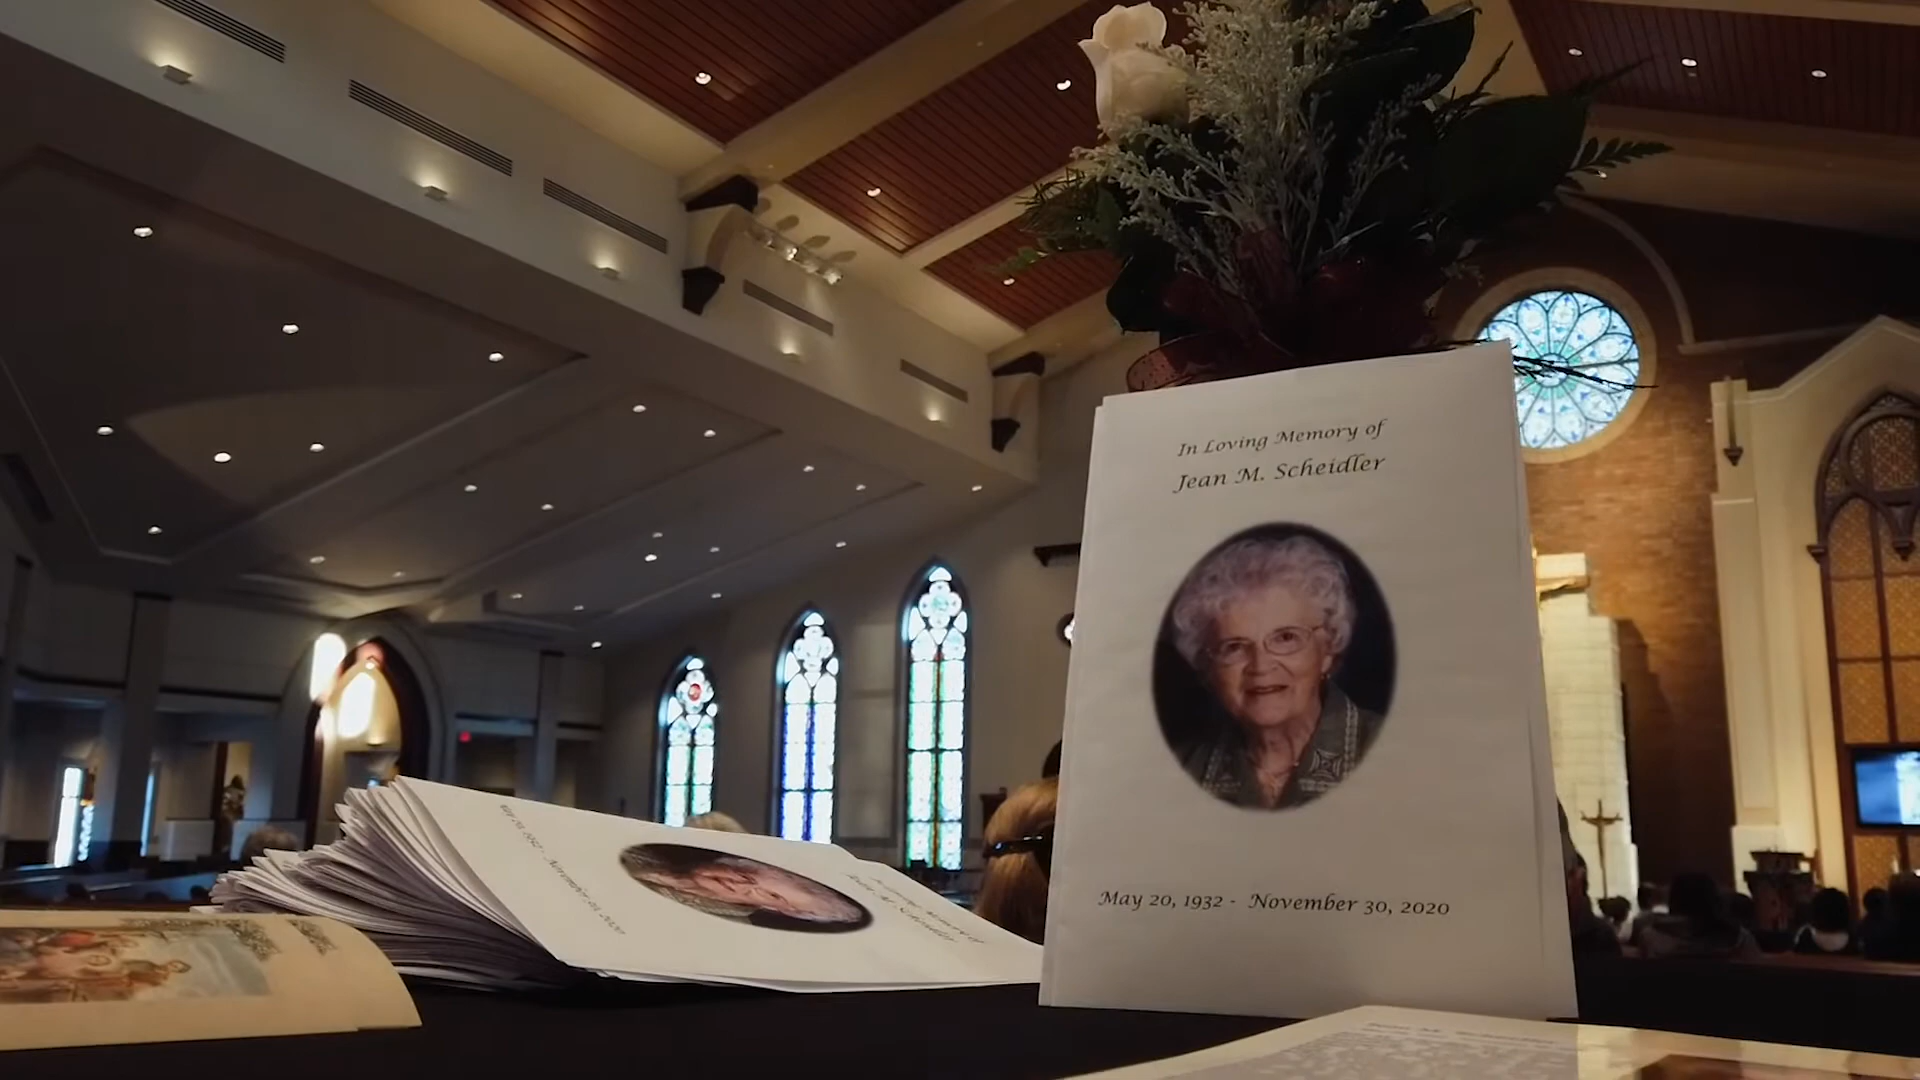 In Loving Memory of
Jean M. Scheidler
May 20, 1932 - November 30, 2020